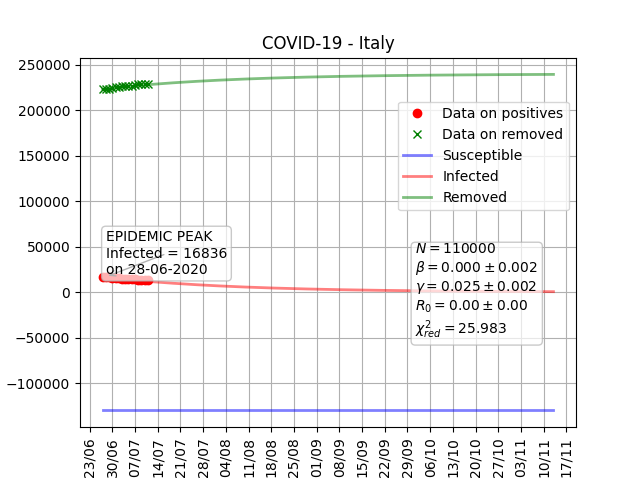 COVID-19 - Italy
250000
200000
150000
100000
50000
0
−50000
−100000
Data on positives
Data on removed
Susceptible
Infected
Removed
EPIDEMIC PEAK
Infected = 16836
on 28-06-2020
N = 110000
β = 0.000 ± 0.002
γ = 0.025 ± 0.002
R₀ = 0.00 ± 0.00
χ²_red = 25.983
23/06
30/06
07/07
14/07
21/07
28/07
04/08
11/08
18/08
25/08
01/09
08/09
15/09
22/09
29/09
06/10
13/10
20/10
27/10
03/11
10/11
17/11